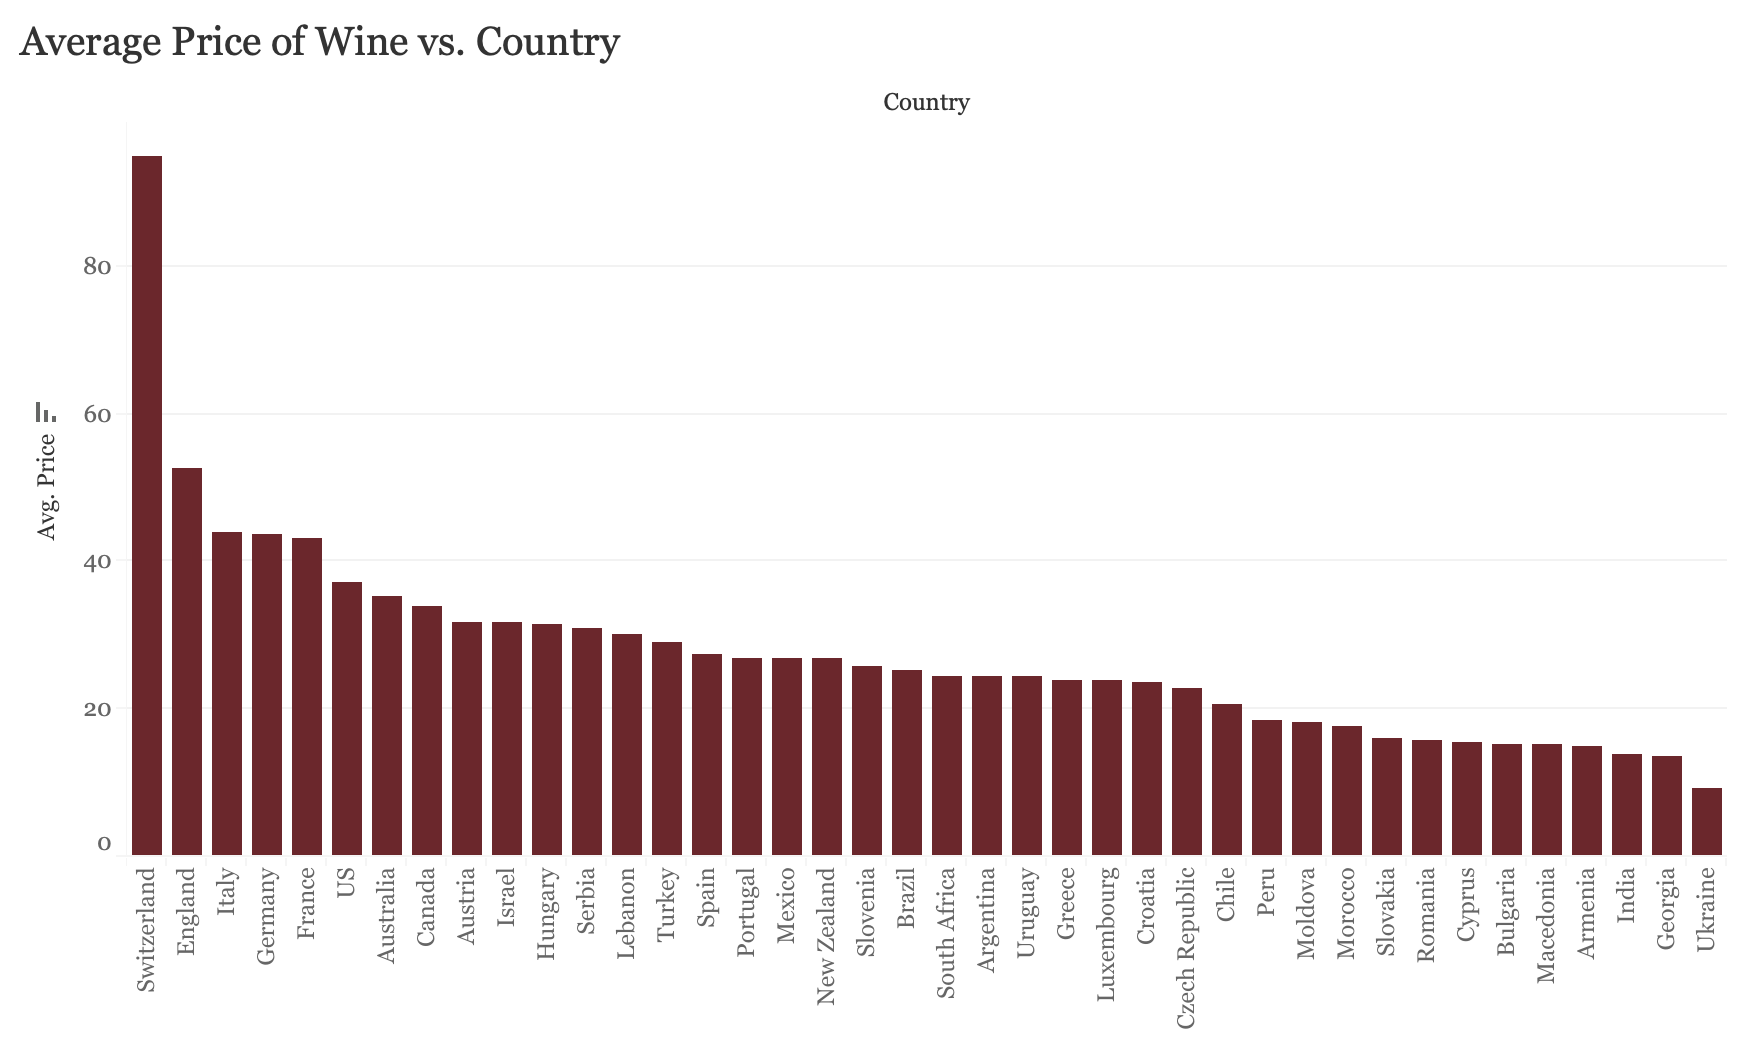 Average Price of Wine vs. Country
Country
Avg. Price
80
60
40
20
0
Switzerland
England
Italy
Germany
France
US
Australia
Canada
Austria
Israel
Hungary
Serbia
Lebanon
Turkey
Spain
Portugal
Mexico
New Zealand
Slovenia
Brazil
South Africa
Argentina
Uruguay
Greece
Luxembourg
Croatia
Czech Republic
Chile
Peru
Moldova
Morocco
Slovakia
Romania
Cyprus
Bulgaria
Macedonia
Armenia
India
Georgia
Ukraine